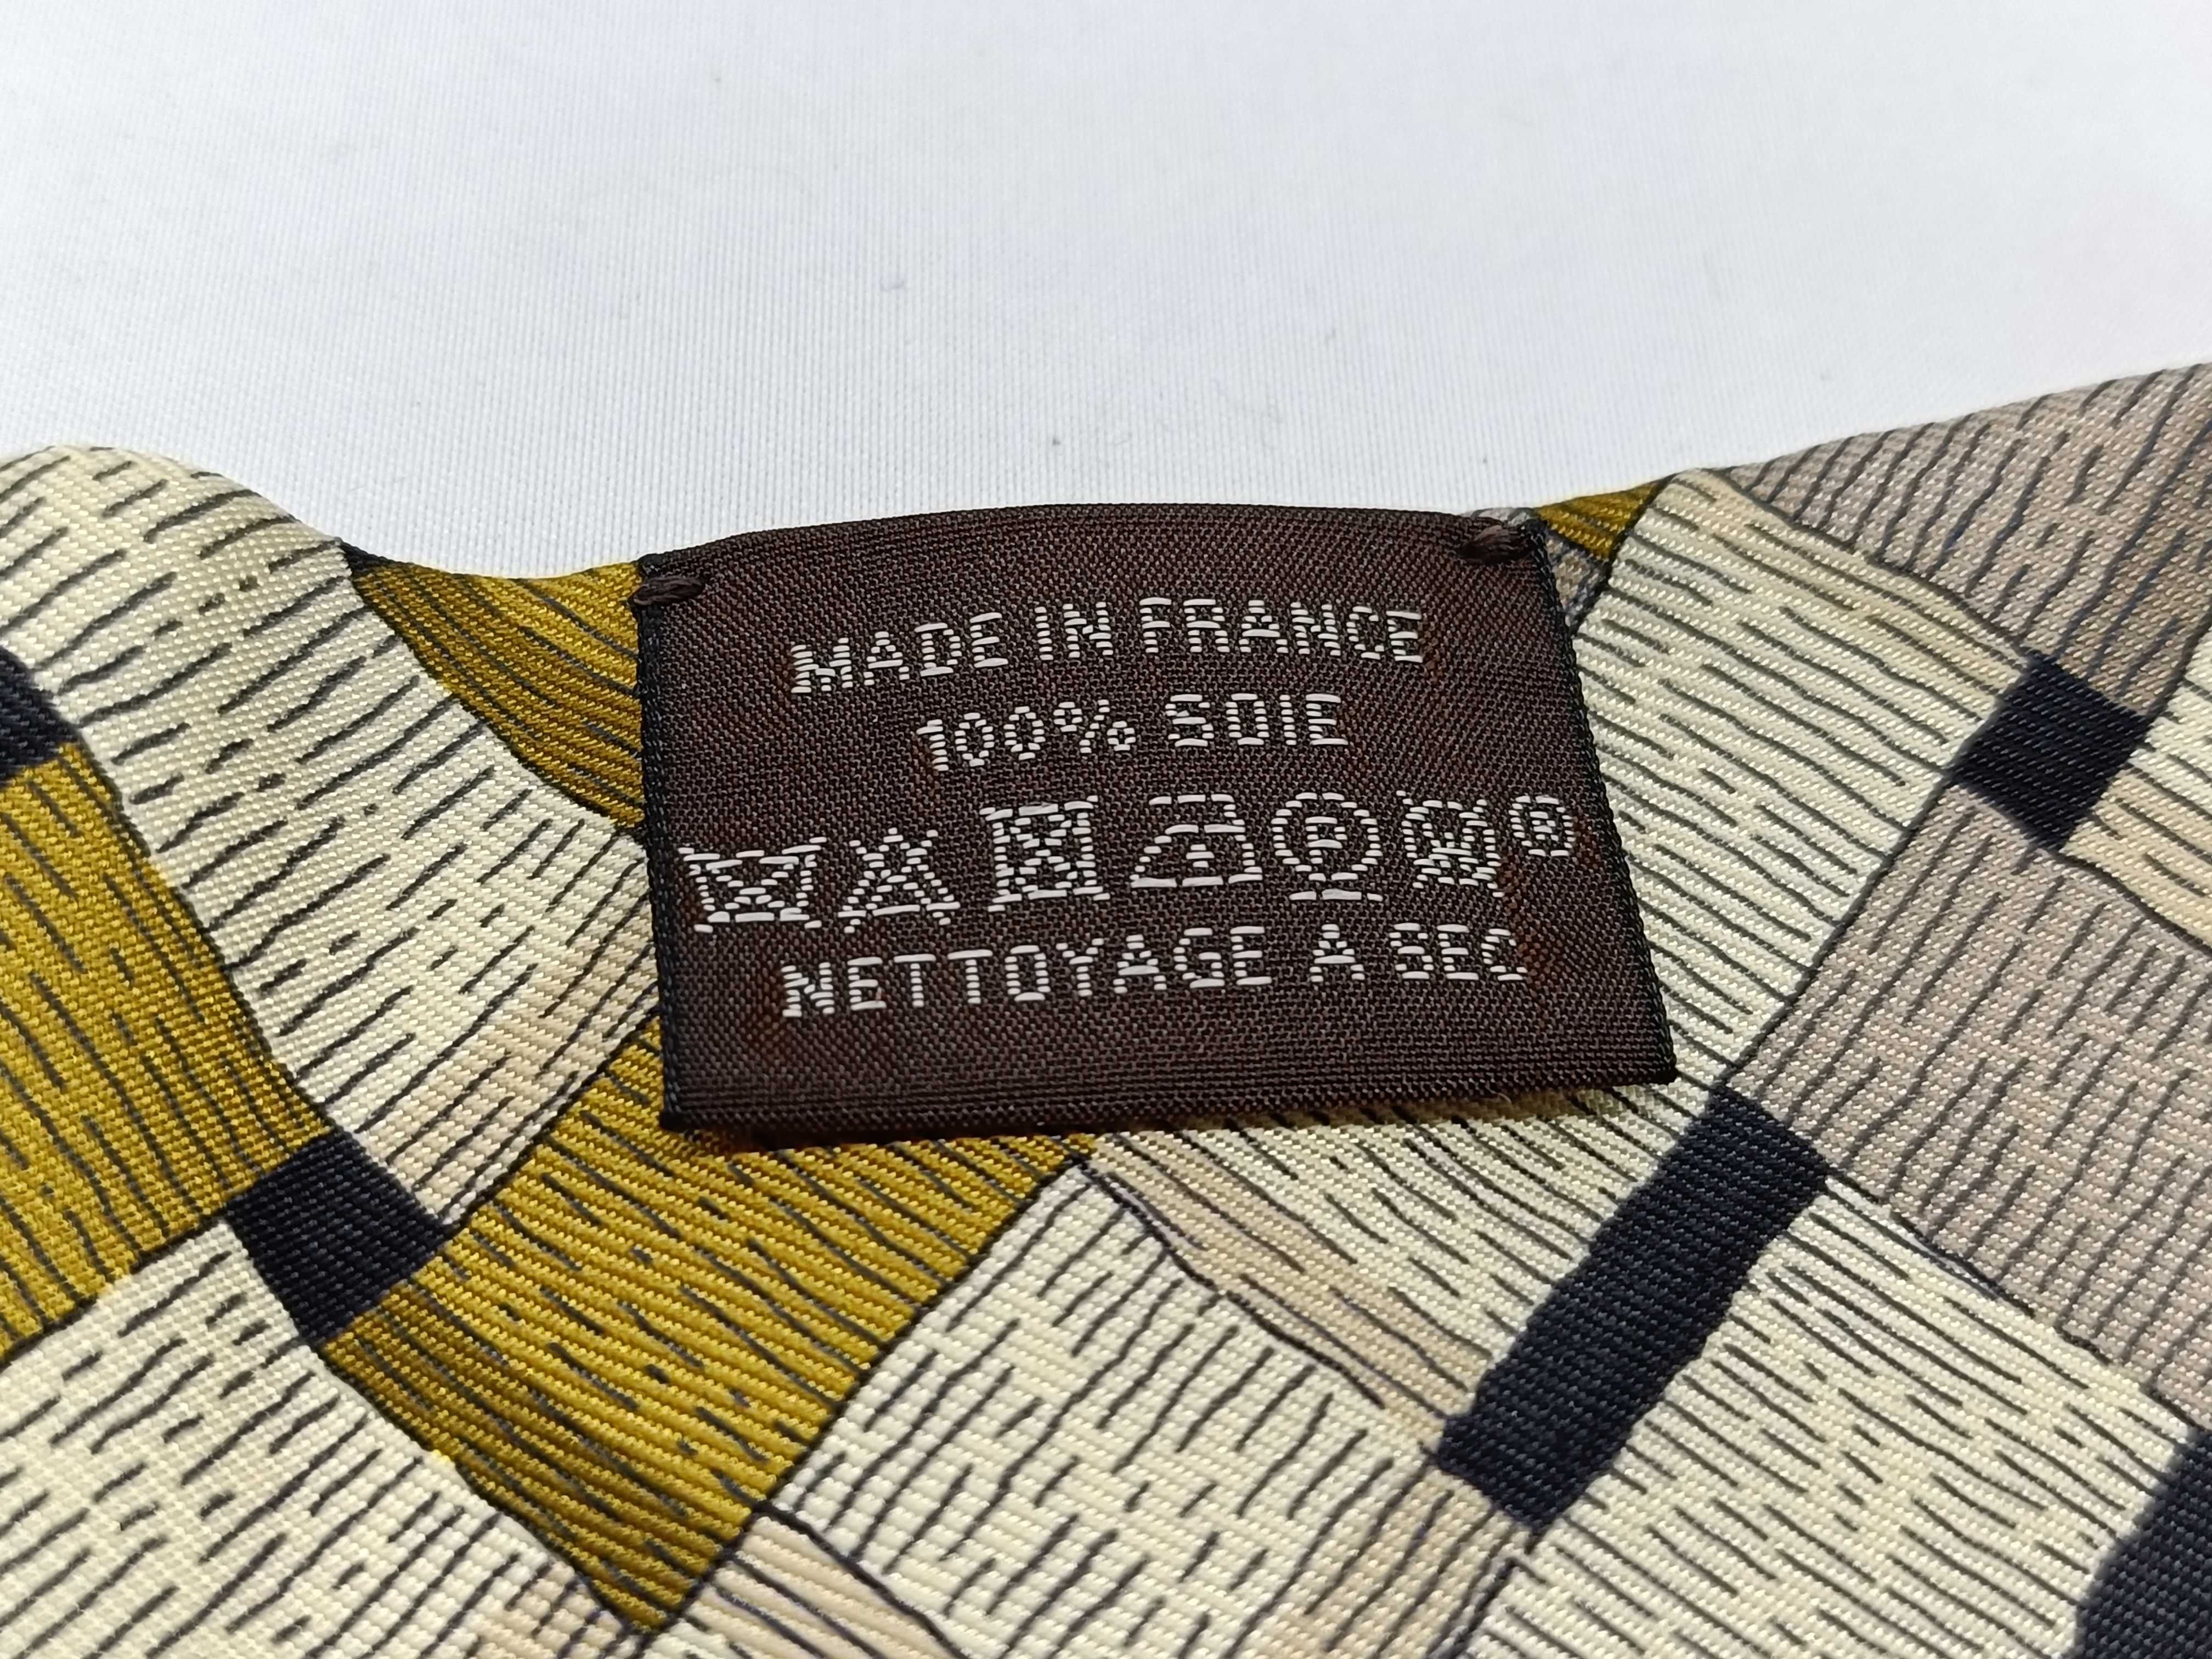 MADE IN FRANCE
100% SOIE
P W ®
NETTOYAGE A SEC